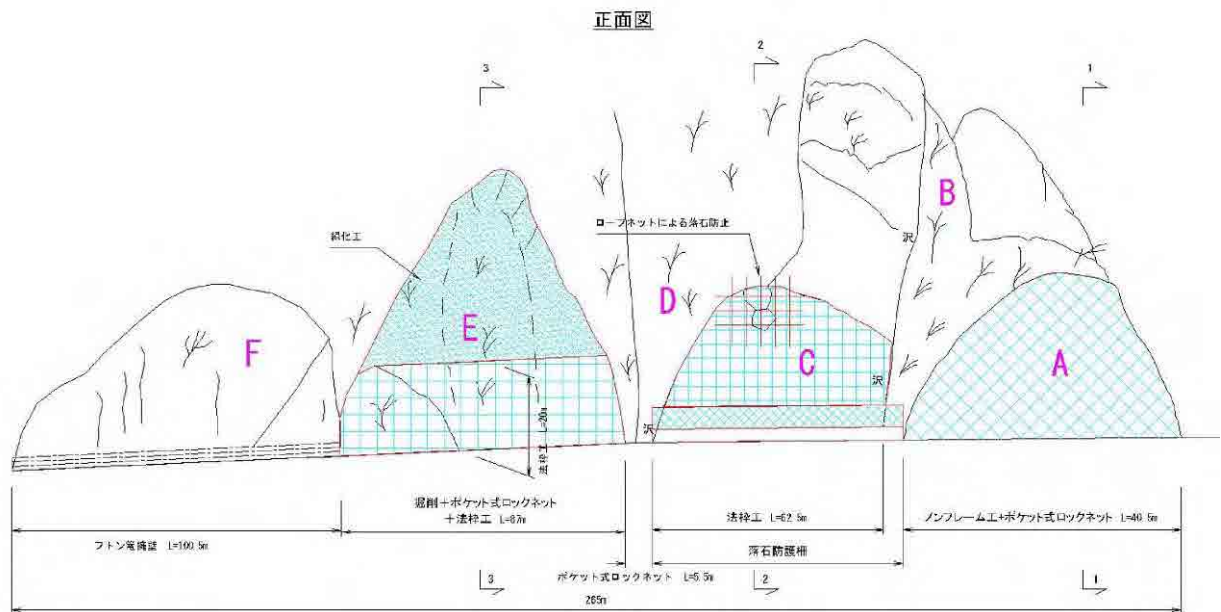 正面図
3
2
1
B
緑化工
ロープネットによる落石防止
沢
D
E
F
C
A
沢
法枠工 L=20m
沢
掘削+ポケット式ロックネット
+法枠工 L=87m
法枠工 L=62.5m
ノンフレーム工+ポケット式ロックネット L=40.5m
フトン篭擁壁 L=100.5m
落石防護柵
ポケット式ロックネット L=5.5m
3
2
1
265m